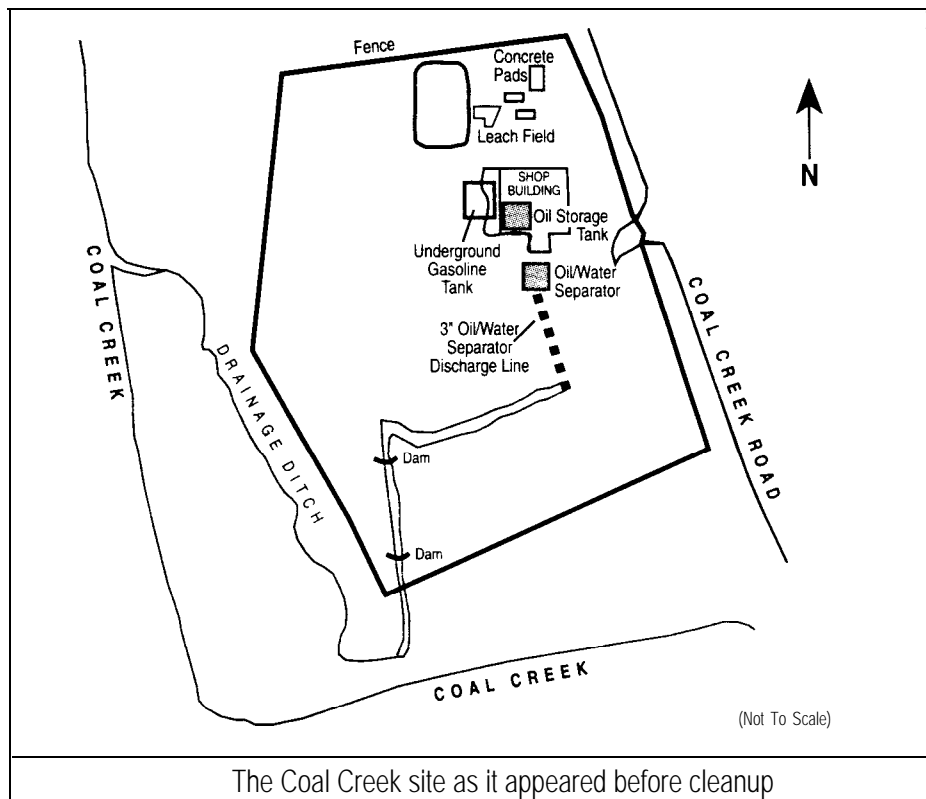 Fence
Concrete
Pads
Leach Field
N
SHOP
BUILDING
Oil Storage
Tank
Underground
Gasoline
Tank
Oil/Water
Separator
3" Oil/Water
Separator
Discharge Line
COAL CREEK
DRAINAGE DITCH
COAL CREEK ROAD
Dam
Dam
COAL CREEK
(Not To Scale)
The Coal Creek site as it appeared before cleanup